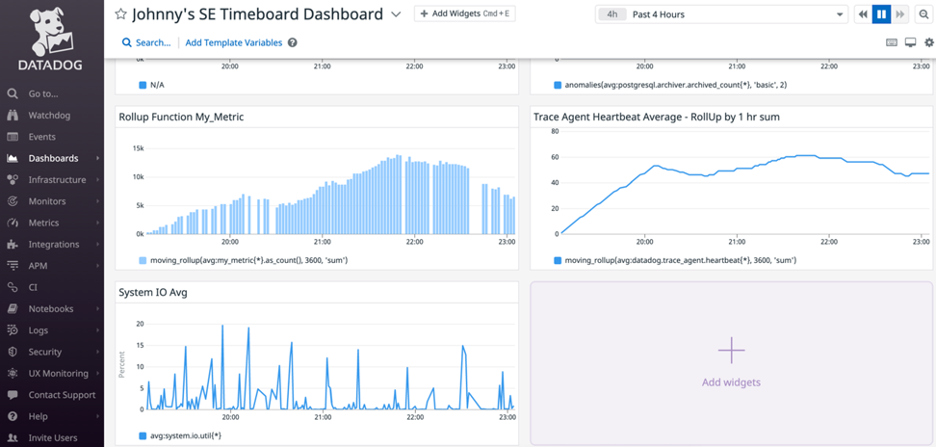 DATADOG
Go to...
Watchdog
Events
Dashboards
Infrastructure
Monitors
Metrics
Integrations
APM
CI
Notebooks
Logs
Security
UX Monitoring
Contact Support
Help
Invite Users
Johnny's SE Timeboard Dashboard
+ Add Widgets Cmd+E
4h Past 4 Hours
Search... Add Template Variables ?
0k
20:00 21:00 22:00 23:00
N/A
0
20:00 21:00 22:00 23:00
anomalies(avg:postgresql.archiver.archived_count{*}, 'basic', 2)
Rollup Function My_Metric
15k
10k
5k
0k
20:00 21:00 22:00 23:00
moving_rollup(avg:my_metric{*}.as_count(), 3600, 'sum')
Trace Agent Heartbeat Average - RollUp by 1 hr sum
80
60
40
20
0
20:00 21:00 22:00 23:00
moving_rollup(avg:datadog.trace_agent.heartbeat{*}, 3600, 'sum')
System IO Avg
Percent
20
15
10
5
0
20:00 21:00 22:00 23:00
avg:system.io.util{*}
Add widgets